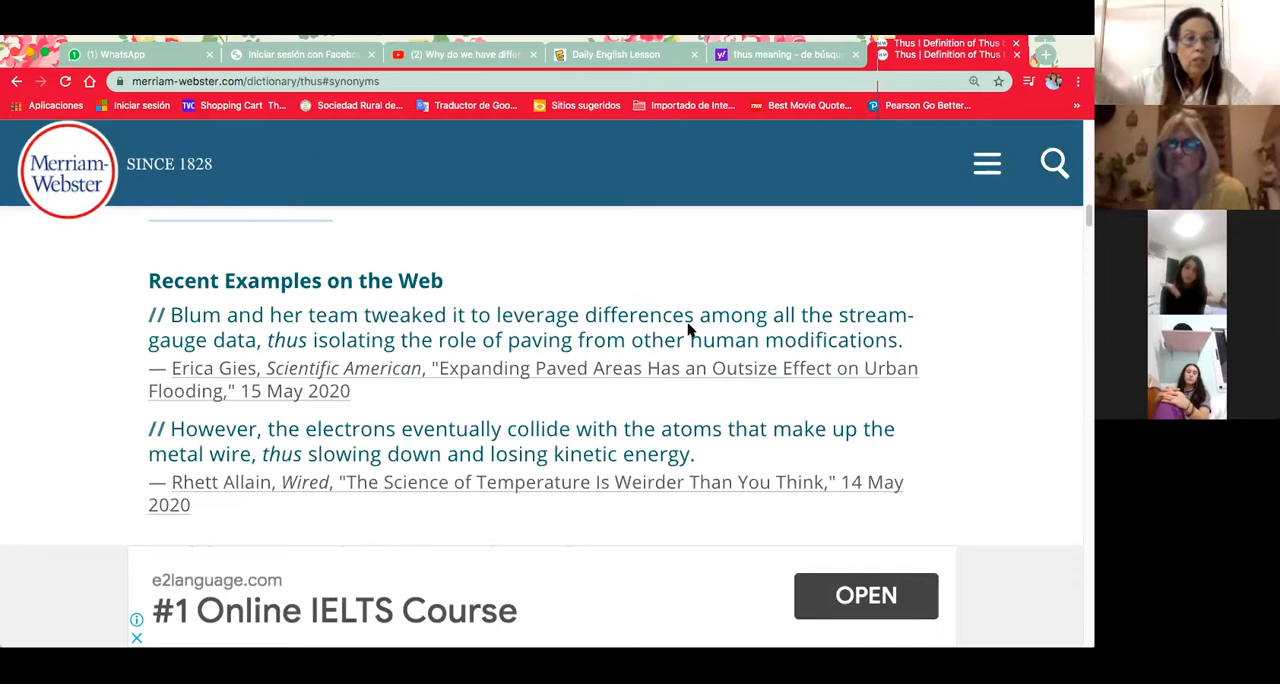 (1) WhatsApp
Iniciar sesión con Facebo
(2) Why do we have differ
Daily English Lesson
thus meaning - de búsqu
Thus | Definition of Thus b
Thus | Definition of Thus b
merriam-webster.com/dictionary/thus#synonyms
Aplicaciones
Iniciar sesión
Shopping Cart Th...
Sociedad Rural de...
Traductor de Goo...
Sitios sugeridos
Importado de Inte...
Best Movie Quote...
Pearson Go Better...
Merriam-
Webster
SINCE 1828
Recent Examples on the Web
// Blum and her team tweaked it to leverage differences among all the stream-
gauge data, thus isolating the role of paving from other human modifications.
— Erica Gies, Scientific American, "Expanding Paved Areas Has an Outsize Effect on Urban
Flooding," 15 May 2020
// However, the electrons eventually collide with the atoms that make up the
metal wire, thus slowing down and losing kinetic energy.
— Rhett Allain, Wired, "The Science of Temperature Is Weirder Than You Think," 14 May
2020
e2language.com
#1 Online IELTS Course
OPEN